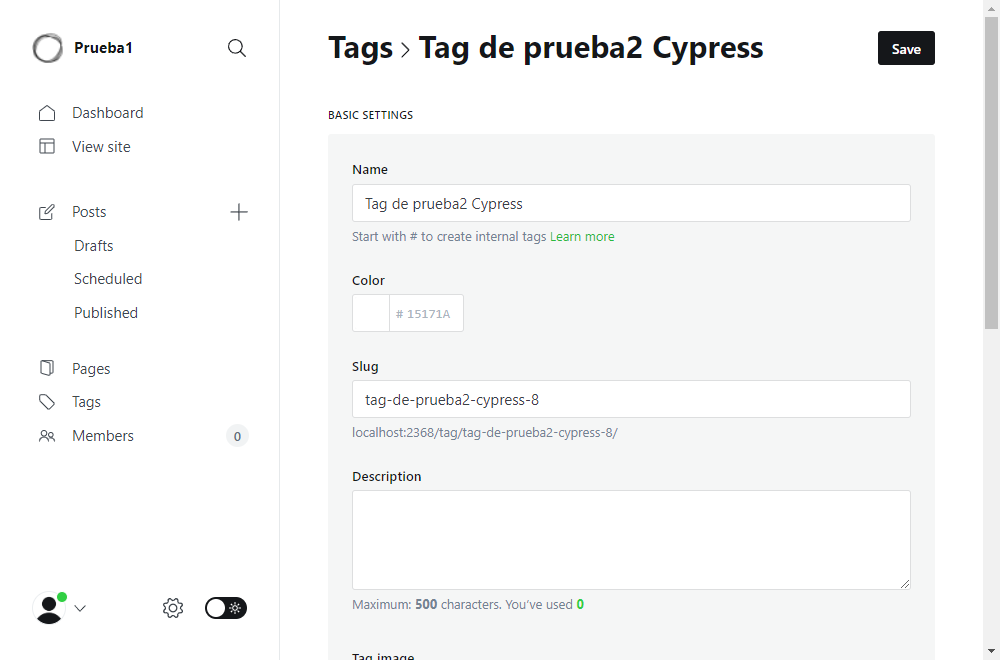 Prueba1
Dashboard
View site
Posts
Drafts
Scheduled
Published
Pages
Tags
Members 0
Tags > Tag de prueba2 Cypress
Save
BASIC SETTINGS
Name
Tag de prueba2 Cypress
Start with # to create internal tags Learn more
Color
# 15171A
Slug
tag-de-prueba2-cypress-8
localhost:2368/tag/tag-de-prueba2-cypress-8/
Description
Maximum: 500 characters. You’ve used 0
Tag image